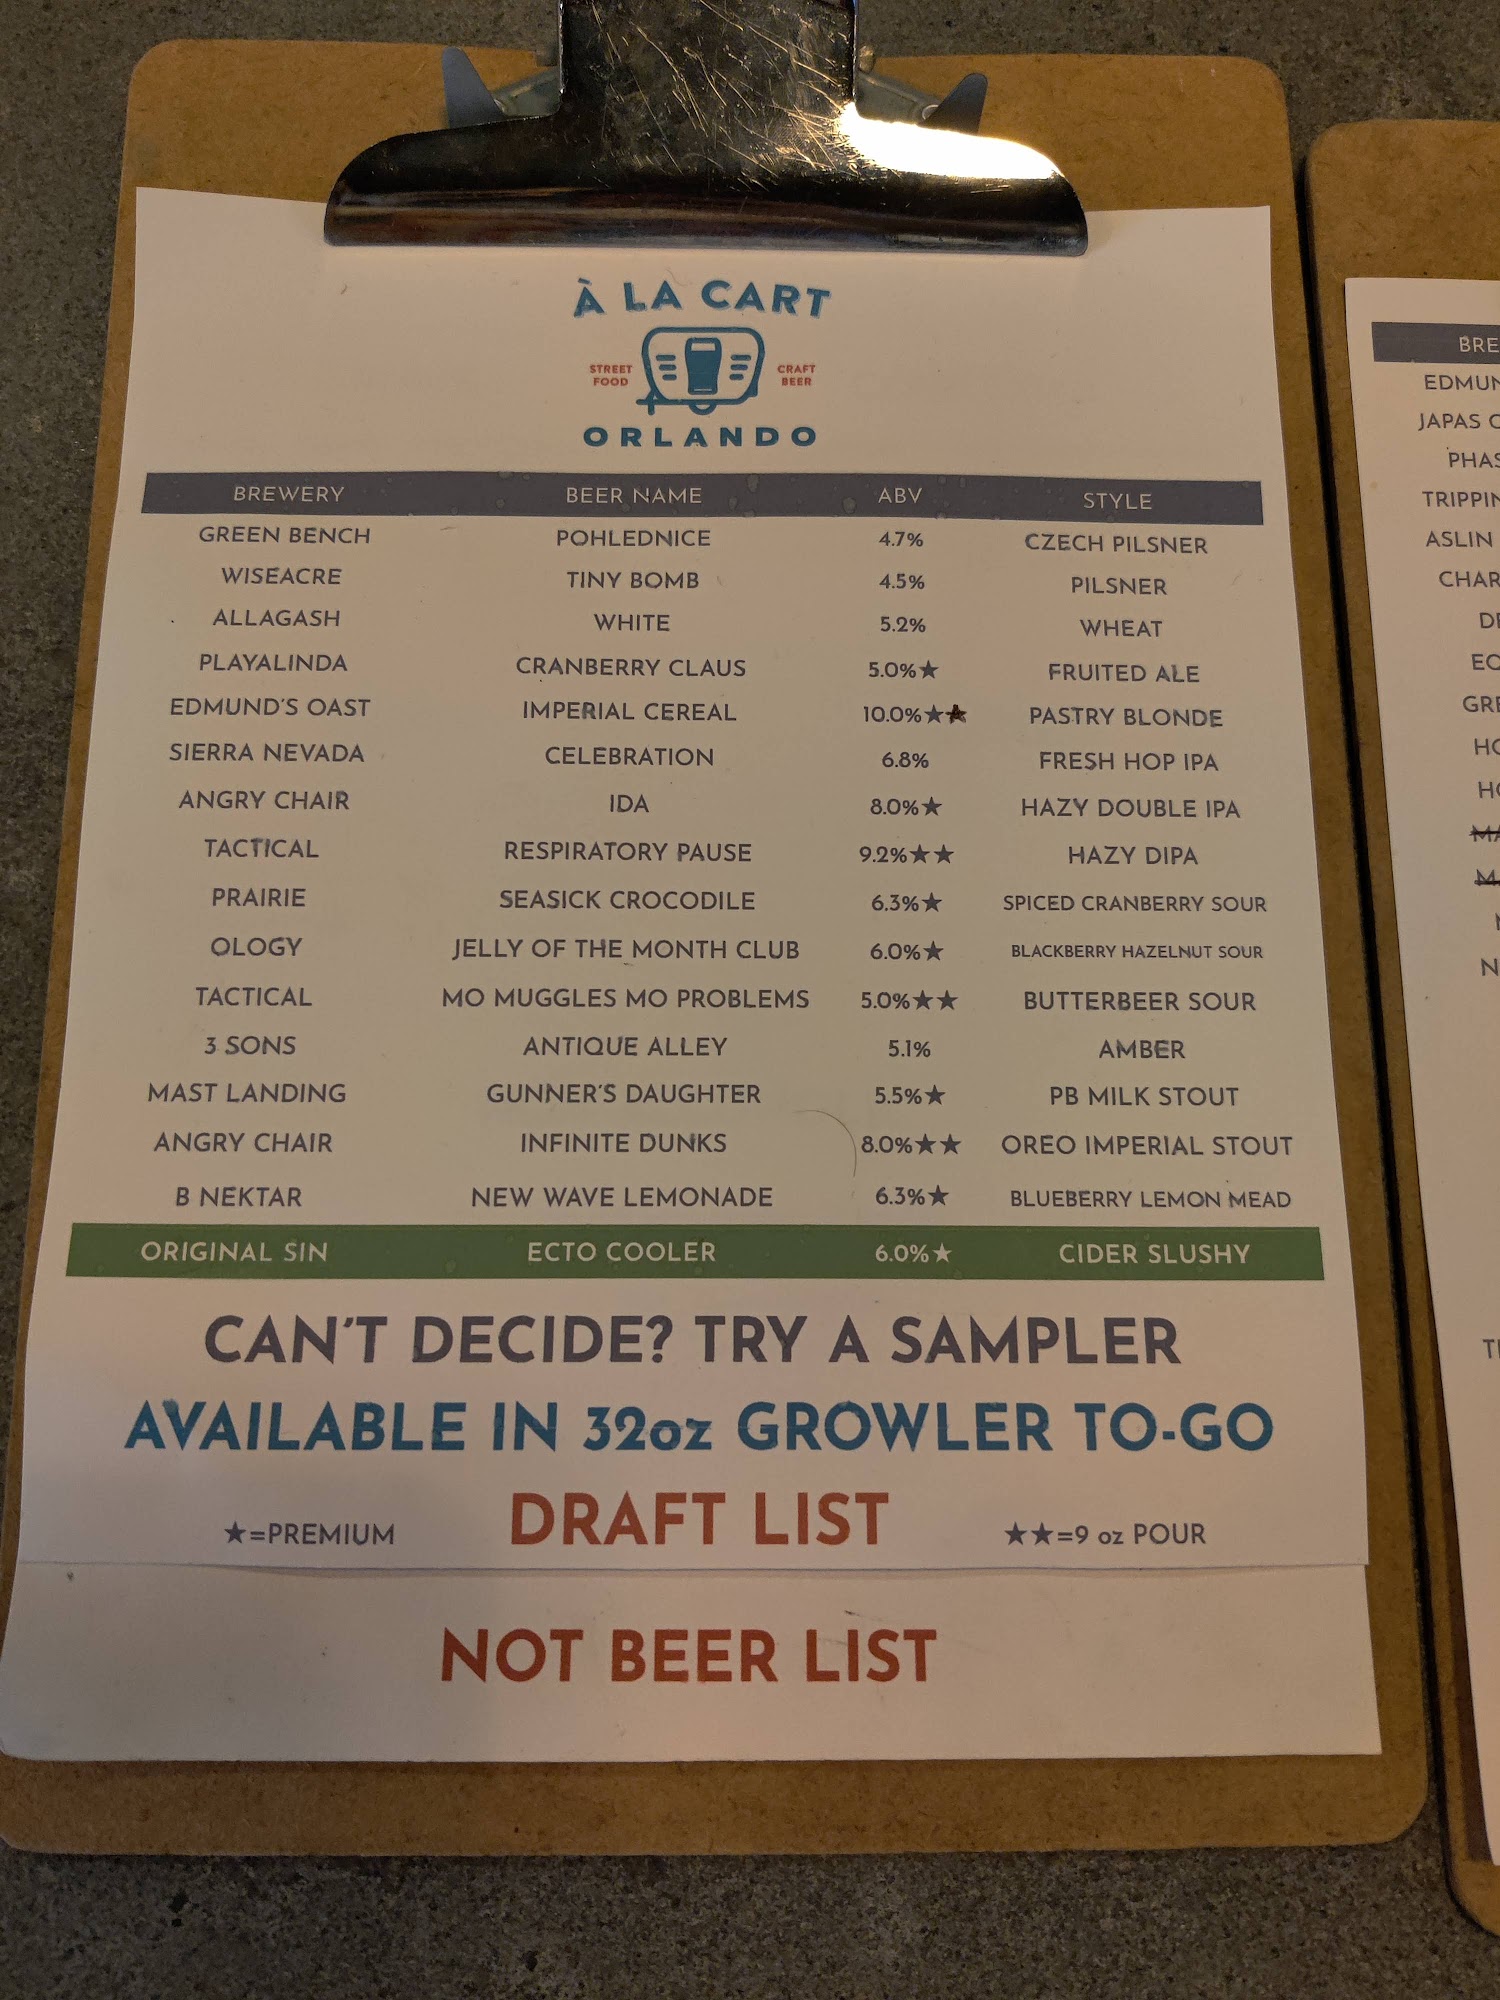 À LA CART
STREET FOOD
CRAFT BEER
ORLANDO
BREWERY BEER NAME ABV STYLE
GREEN BENCH POHLEDNICE 4.7% CZECH PILSNER
WISEACRE TINY BOMB 4.5% PILSNER
ALLAGASH WHITE 5.2% WHEAT
PLAYALINDA CRANBERRY CLAUS 5.0%★ FRUITED ALE
EDMUND'S OAST IMPERIAL CEREAL 10.0%★★ PASTRY BLONDE
SIERRA NEVADA CELEBRATION 6.8% FRESH HOP IPA
ANGRY CHAIR IDA 8.0%★ HAZY DOUBLE IPA
TACTICAL RESPIRATORY PAUSE 9.2%★★ HAZY DIPA
PRAIRIE SEASICK CROCODILE 6.3%★ SPICED CRANBERRY SOUR
OLOGY JELLY OF THE MONTH CLUB 6.0%★ BLACKBERRY HAZELNUT SOUR
TACTICAL MO MUGGLES MO PROBLEMS 5.0%★★ BUTTERBEER SOUR
3 SONS ANTIQUE ALLEY 5.1% AMBER
MAST LANDING GUNNER'S DAUGHTER 5.5%★ PB MILK STOUT
ANGRY CHAIR INFINITE DUNKS 8.0%★★ OREO IMPERIAL STOUT
B NEKTAR NEW WAVE LEMONADE 6.3%★ BLUEBERRY LEMON MEAD
ORIGINAL SIN ECTO COOLER 6.0%★ CIDER SLUSHY
CAN'T DECIDE? TRY A SAMPLER
AVAILABLE IN 32oz GROWLER TO-GO
★=PREMIUM DRAFT LIST ★★=9 oz POUR
NOT BEER LIST
BRE
EDMUN
JAPAS
PHAS
TRIPPIN
ASLIN
CHAR
GRE